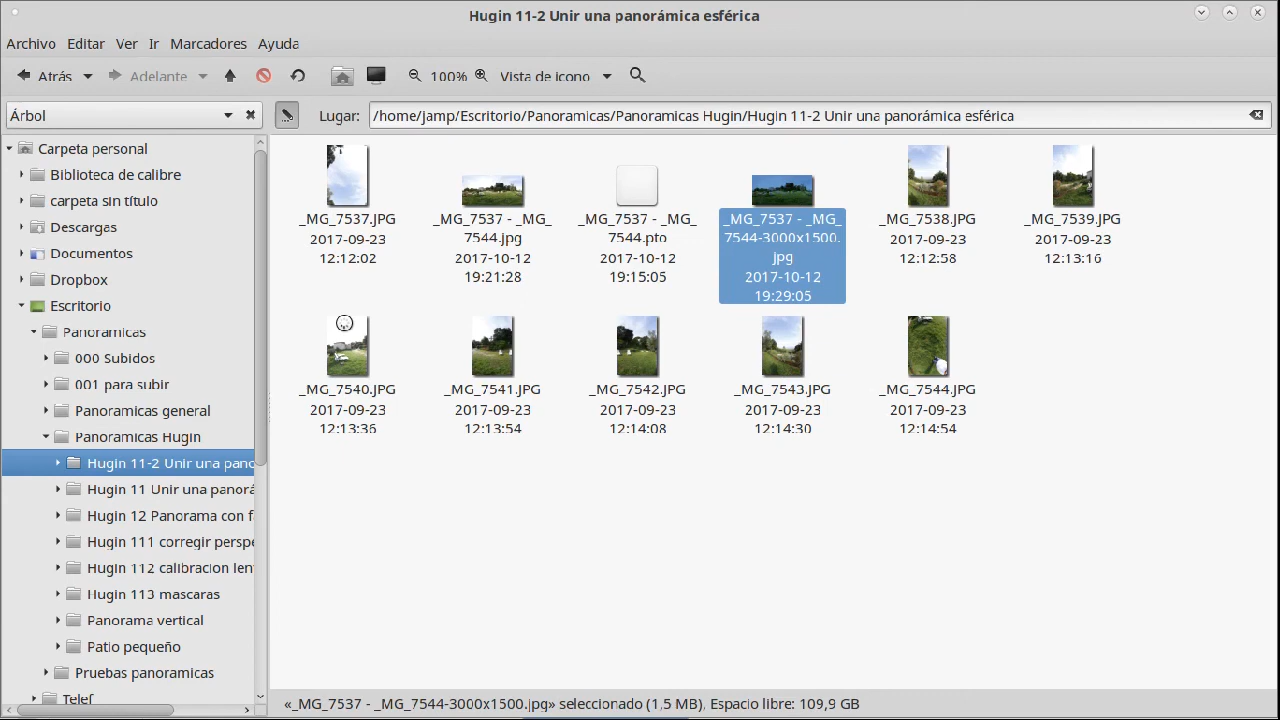 Hugin 11-2 Unir una panorámica esférica
Archivo Editar Ver Ir Marcadores Ayuda
Atrás Adelante 100% Vista de icono
Árbol
Lugar: /home/jamp/Escritorio/Panoramicas/Panoramicas Hugin/Hugin 11-2 Unir una panorámica esférica
Carpeta personal
Biblioteca de calibre
carpeta sin título
Descargas
Documentos
Dropbox
Escritorio
Panoramicas
000 Subidos
001 para subir
Panoramicas general
Panoramicas Hugin
Hugin 11-2 Unir una pano
Hugin 11 Unir una panorá
Hugin 12 Panorama con f
Hugin 111 corregir perspe
Hugin 112 calibracion len
Hugin 113 mascaras
Panorama vertical
Patio pequeño
Pruebas panoramicas
Telef
_MG_7537.JPG
2017-09-23
12:12:02
_MG_7537 - _MG_
7544.jpg
2017-10-12
19:21:28
_MG_7537 - _MG_
7544.pto
2017-10-12
19:15:05
_MG_7537 - _MG_
7544-3000x1500.
jpg
2017-10-12
19:29:05
_MG_7538.JPG
2017-09-23
12:12:58
_MG_7539.JPG
2017-09-23
12:13:16
_MG_7540.JPG
2017-09-23
12:13:36
_MG_7541.JPG
2017-09-23
12:13:54
_MG_7542.JPG
2017-09-23
12:14:08
_MG_7543.JPG
2017-09-23
12:14:30
_MG_7544.JPG
2017-09-23
12:14:54
«_MG_7537 - _MG_7544-3000x1500.jpg» seleccionado (1,5 MB), Espacio libre: 109,9 GB